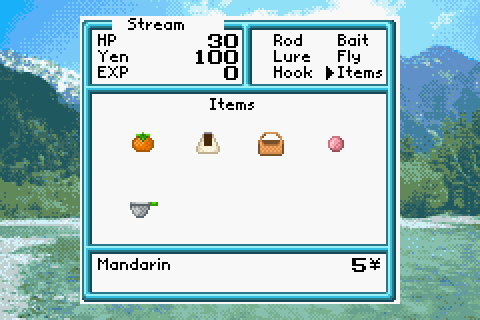 Stream
HP 30
Yen 100
EXP 0
Rod Bait
Lure Fly
Hook Items
Items
Mandarin 5¥